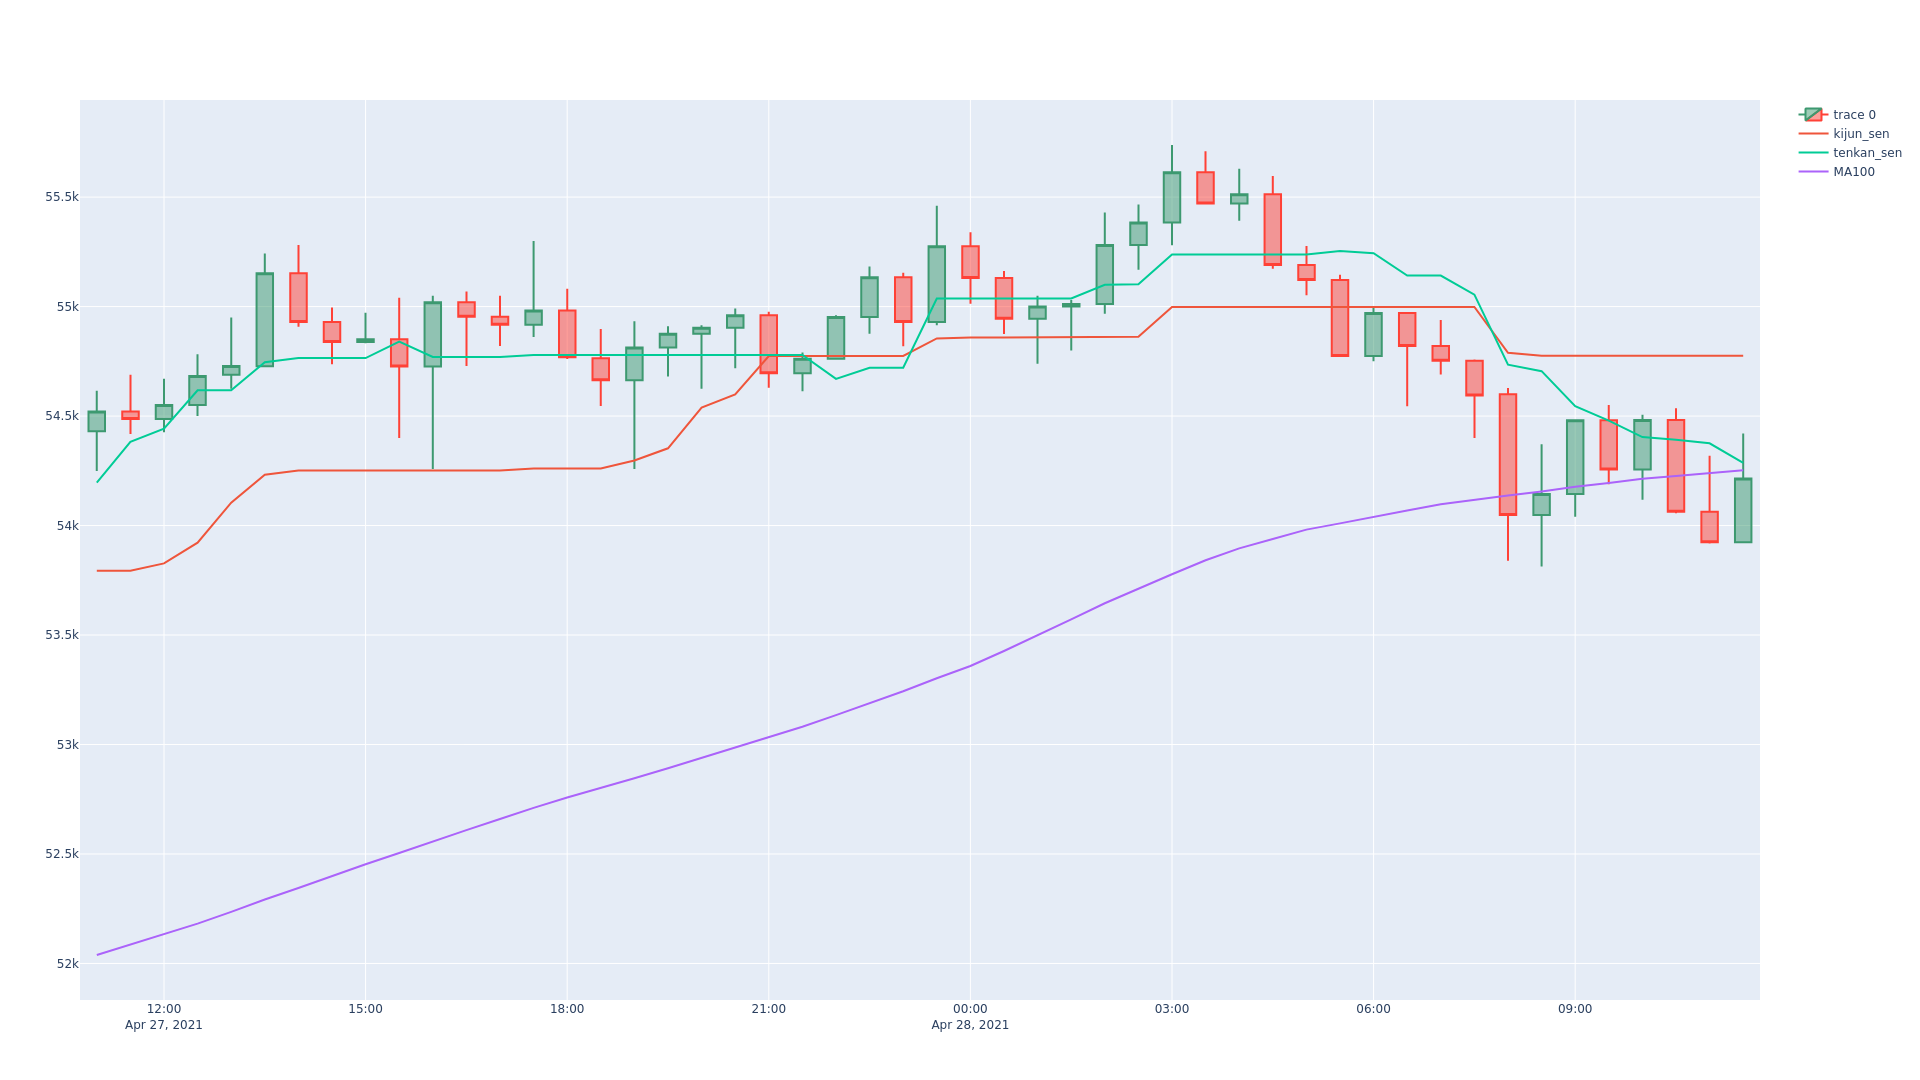 trace 0
kijun_sen
tenkan_sen
MA100
55.5k
55k
54.5k
54k
53.5k
53k
52.5k
52k
12:00 15:00 18:00 21:00 00:00 03:00 06:00 09:00
Apr 27, 2021 Apr 28, 2021